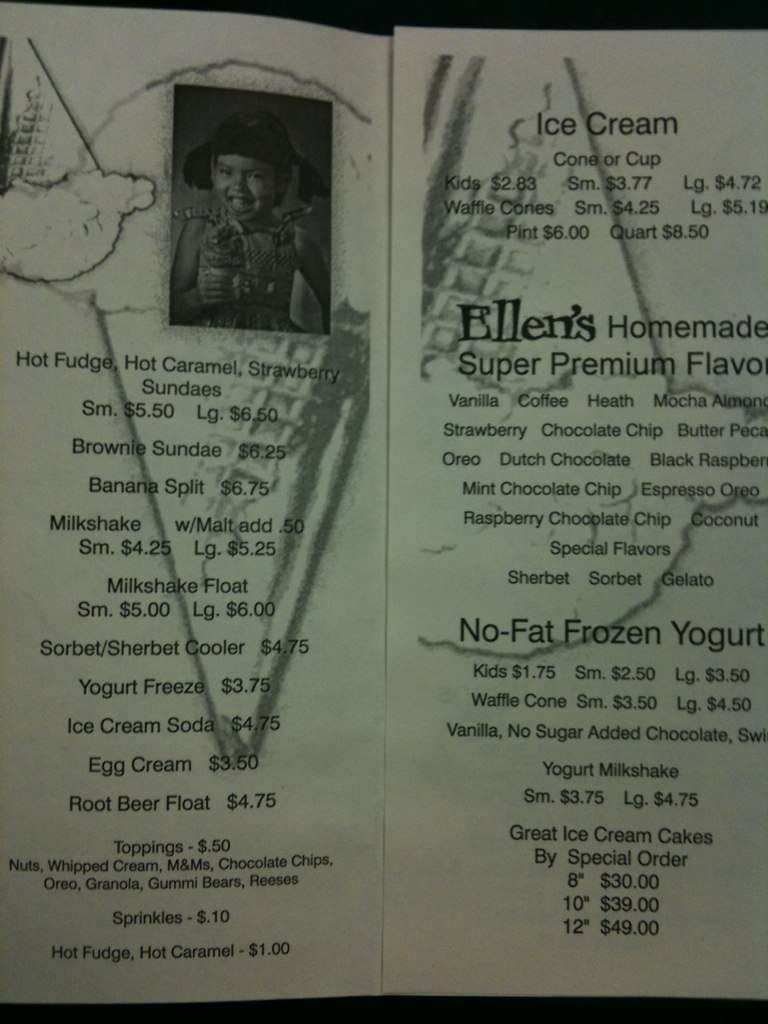 Hot Fudge, Hot Caramel, Strawberry
Sundaes
Sm. $5.50 Lg. $6.50
Brownie Sundae $6.25
Banana Split $6.75
Milkshake w/Malt add .50
Sm. $4.25 Lg. $5.25
Milkshake Float
Sm. $5.00 Lg. $6.00
Sorbet/Sherbet Cooler $4.75
Yogurt Freeze $3.75
Ice Cream Soda $4.75
Egg Cream $3.50
Root Beer Float $4.75
Toppings - $.50
Nuts, Whipped Cream, M&Ms, Chocolate Chips,
Oreo, Granola, Gummi Bears, Reeses
Sprinkles - $.10
Hot Fudge, Hot Caramel - $1.00
Ice Cream
Cone or Cup
Kids $2.83 Sm. $3.77 Lg. $4.72
Waffle Cones Sm. $4.25 Lg. $5.19
Pint $6.00 Quart $8.50
Ellen's Homemade
Super Premium Flavo
Vanilla Coffee Heath Mocha Almond
Strawberry Chocolate Chip Butter Peca
Oreo Dutch Chocolate Black Raspber
Mint Chocolate Chip Espresso Oreo
Raspberry Chocolate Chip Coconut
Special Flavors
Sherbet Sorbet Gelato
No-Fat Frozen Yogurt
Kids $1.75 Sm. $2.50 Lg. $3.50
Waffle Cone Sm. $3.50 Lg. $4.50
Vanilla, No Sugar Added Chocolate, Swi
Yogurt Milkshake
Sm. $3.75 Lg. $4.75
Great Ice Cream Cakes
By Special Order
8" $30.00
10" $39.00
12" $49.00